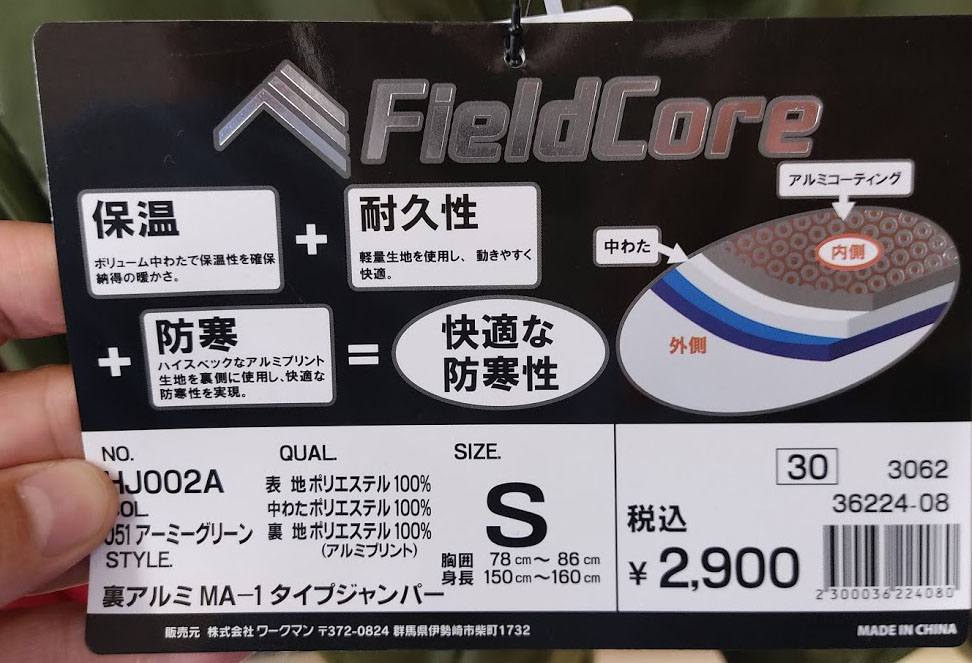 FieldCore
保温
ボリューム中わたで保温性を確保
納得の暖かさ。
+
耐久性
軽量生地を使用し、動きやすく
快適。
+
防寒
ハイスペックなアルミプリント
生地を裏側に使用し、快適な
防寒性を実現。
=
快適な
防寒性
アルミコーティング
中わた
内側
外側
NO.
HJ002A
COL
051 アーミーグリーン
STYLE.
裏アルミ MA-1 タイプジャンパー
QUAL.
表 地 ポリエステル 100%
中わた ポリエステル 100%
裏 地 ポリエステル 100%
(アルミプリント)
SIZE.
S
胸囲 78cm〜 86cm
身長 150cm〜160cm
30
3062
36224-08
税込
¥ 2,900
2300036224080
販売元 株式会社 ワークマン 〒372-0824 群馬県伊勢崎市柴町1732
MADE IN CHINA